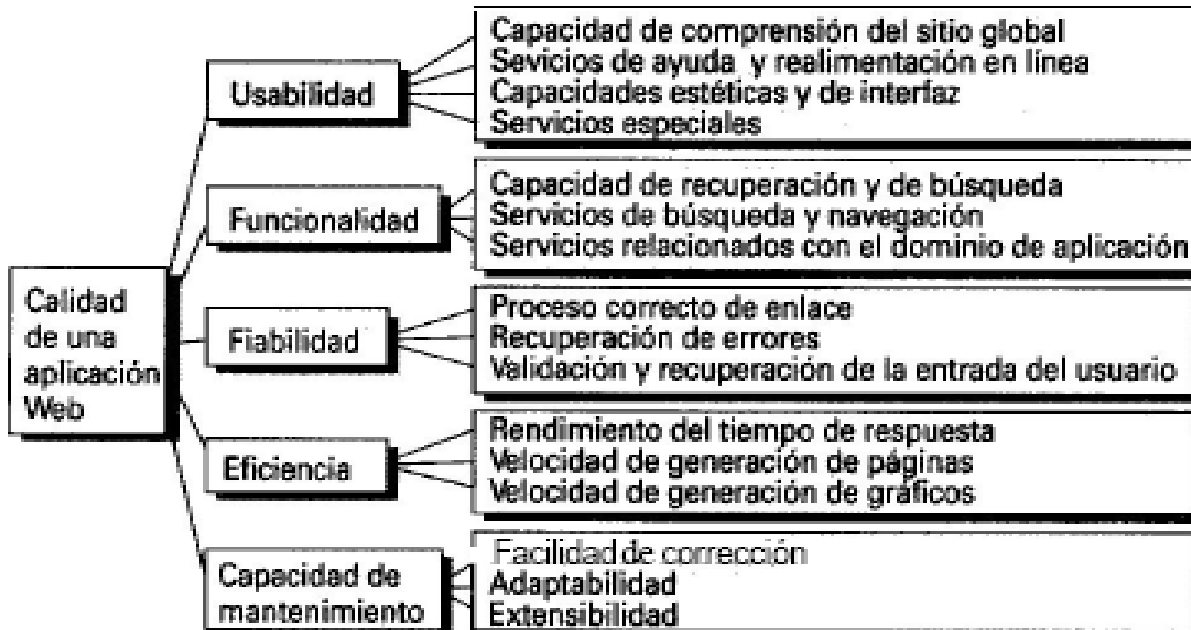 Calidad
de una
aplicación
Web
Usabilidad
Capacidad de comprensión del sitio global
Sevicios de ayuda y realimentación en línea
Capacidades estéticas y de interfaz
Servicios especiales
Funcionalidad
Capacidad de recuperación y de búsqueda
Servicios de búsqueda y navegación
Servicios relacionados con el dominio de aplicación
Fiabilidad
Proceso correcto de enlace
Recuperación de errores
Validación y recuperación de la entrada del usuario
Eficiencia
Rendimiento del tiempo de respuesta
Velocidad de generación de páginas
Velocidad de generación de gráficos
Capacidad de
mantenimiento
Facilidad de corrección
Adaptabilidad
Extensibilidad